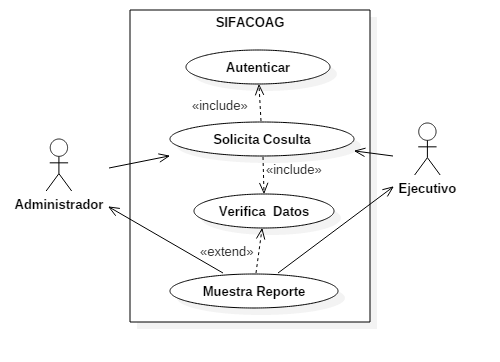 SIFACOAG
Autenticar
«include»
Solicita Cosulta
«include»
Administrador
Ejecutivo
Verifica Datos
«extend»
Muestra Reporte